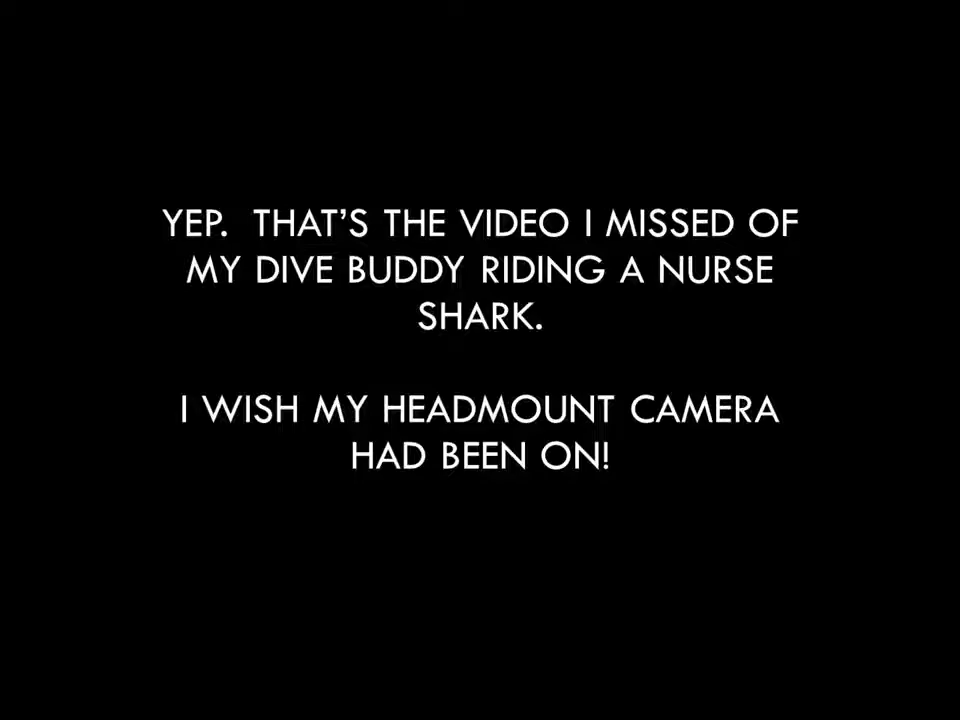 YEP.  THAT'S THE VIDEO I MISSED OF
MY DIVE BUDDY RIDING A NURSE
SHARK.
I WISH MY HEADMOUNT CAMERA
HAD BEEN ON!